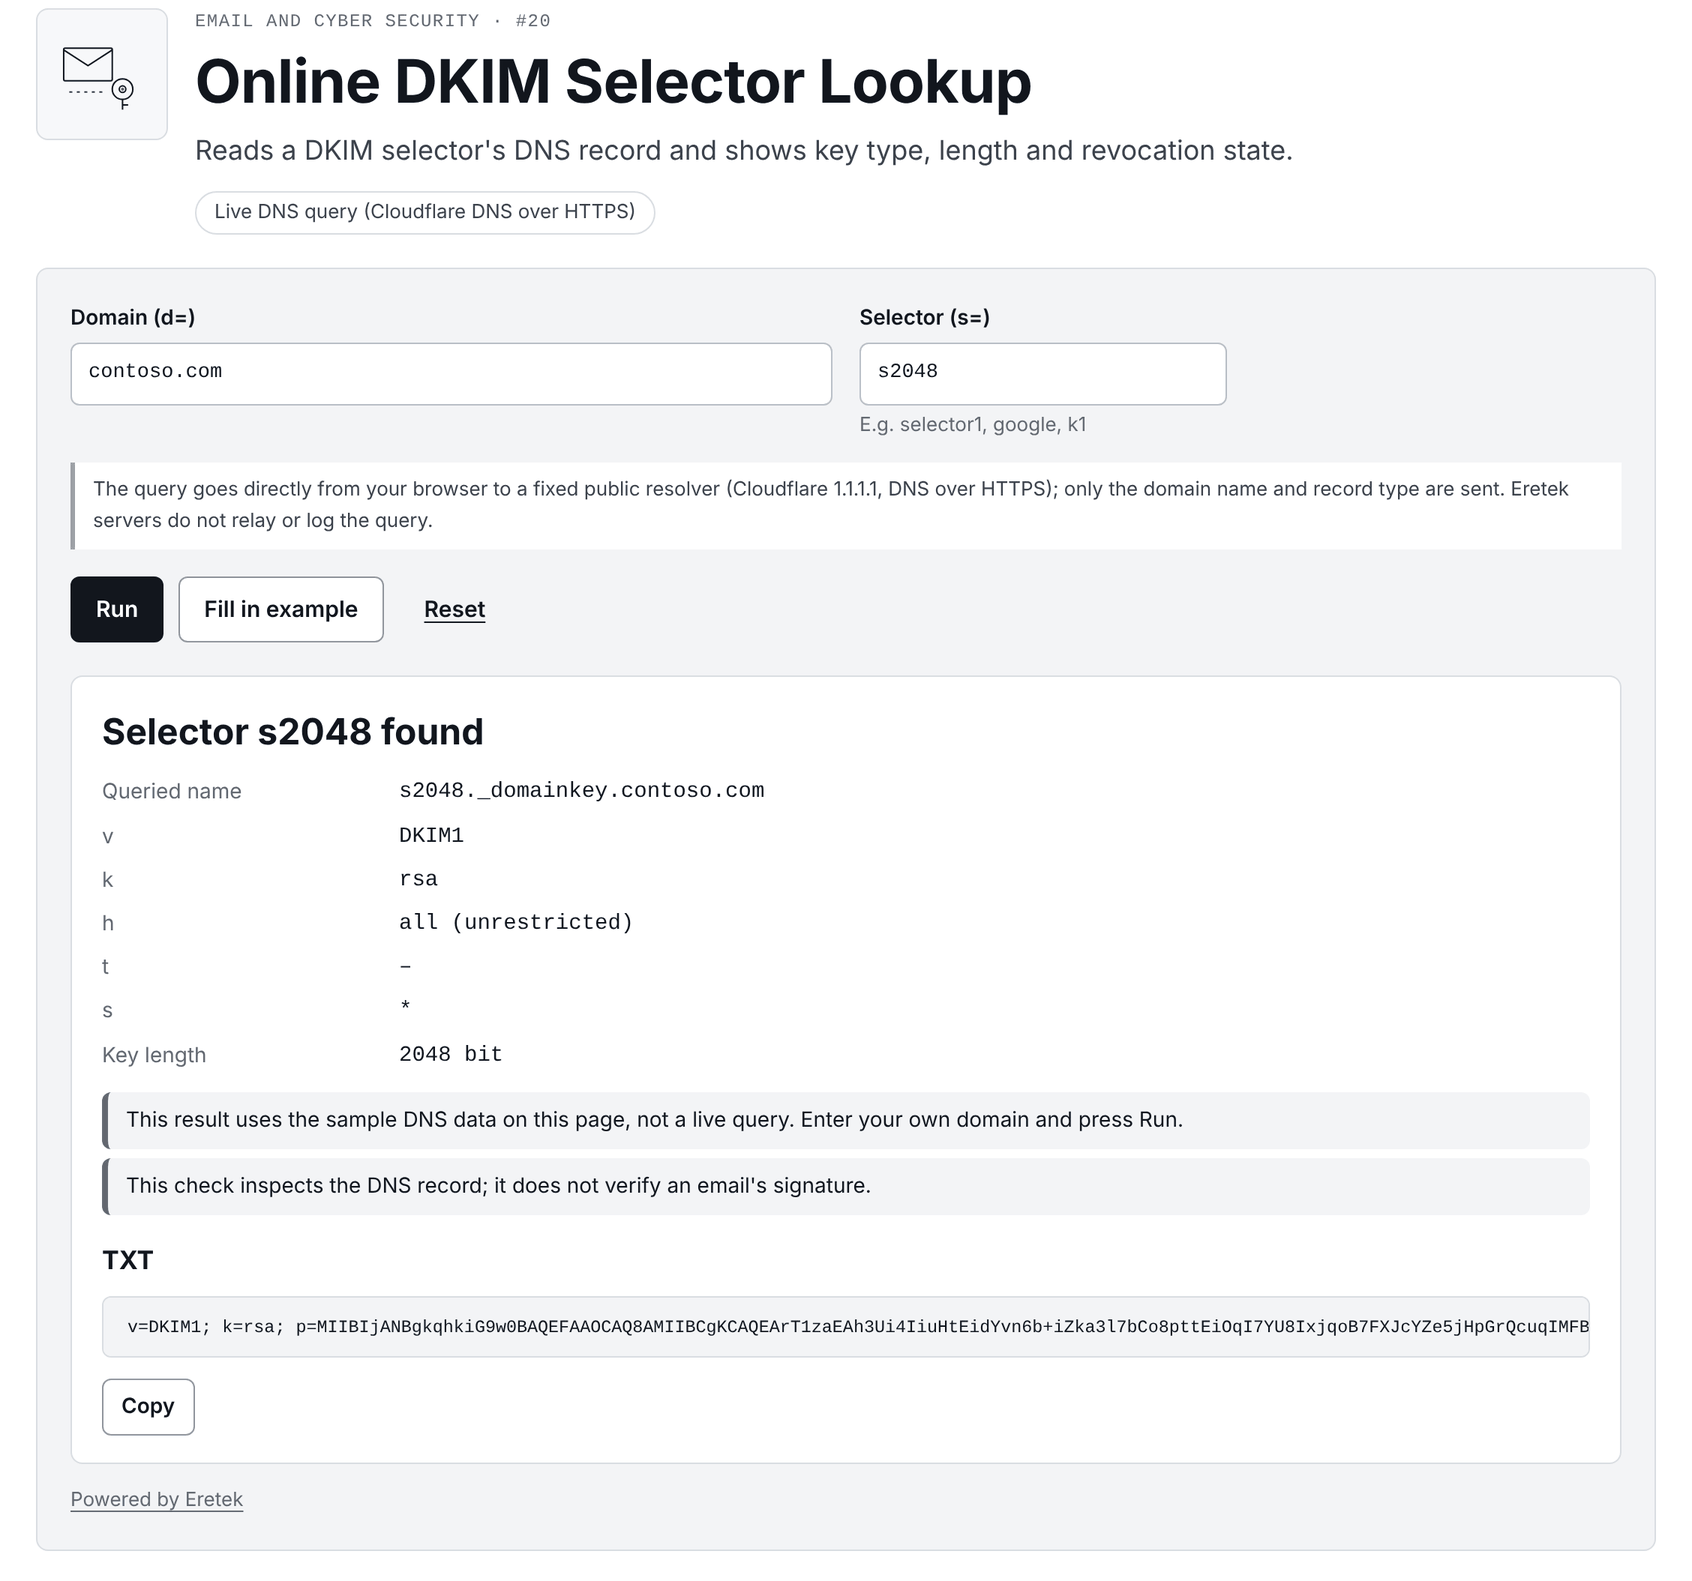 EMAIL AND CYBER SECURITY · #20
Online DKIM Selector Lookup
Reads a DKIM selector's DNS record and shows key type, length and revocation state.
Live DNS query (Cloudflare DNS over HTTPS)
Domain (d=)
Selector (s=)
contoso.com
s2048
E.g. selector1, google, k1
The query goes directly from your browser to a fixed public resolver (Cloudflare 1.1.1.1, DNS over HTTPS); only the domain name and record type are sent. Eretek
servers do not relay or log the query.
Run
Fill in example
Reset
Selector s2048 found
Queried name
s2048._domainkey.contoso.com
v
DKIM1
k
rsa
h
all (unrestricted)
t
–
s
*
Key length
2048 bit
This result uses the sample DNS data on this page, not a live query. Enter your own domain and press Run.
This check inspects the DNS record; it does not verify an email's signature.
TXT
v=DKIM1; k=rsa; p=MIIBIjANBgkqhkiG9w0BAQEFAAOCAQ8AMIIBCgKCAQEArT1zaEAh3Ui4IiuHtEidYvn6b+iZka3l7bCo8pttEiOqI7YU8IxjqoB7FXJcYZe5jHpGrQcuqIMFB
Copy
Powered by Eretek